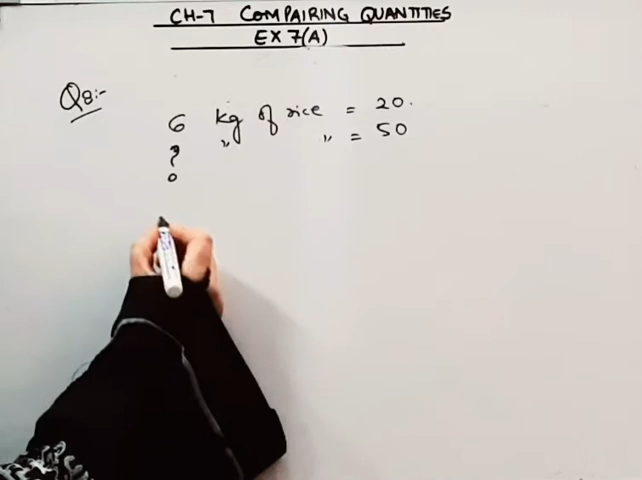 CH-7 COMPAIRING QUANTITIES
EX 7(A)
Q8:-
6 kg of rice = 20.
? " " = 50